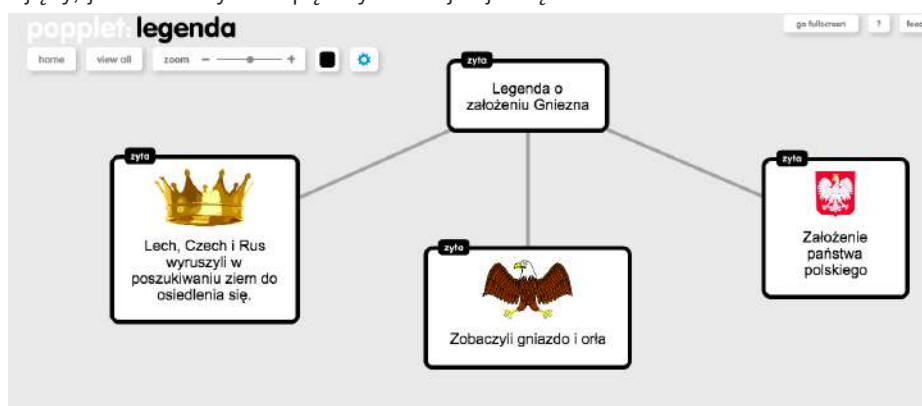 popplet: legenda
go fullscreen ?
home view all zoom - +
zyta
Legenda o
założeniu Gniezna
zyta
Lech, Czech i Rus
wyruszyli w
poszukiwaniu ziem do
osiedlenia się.
zyta
Zobaczyli gniazdo i orła
zyta
Założenie
państwa
polskiego